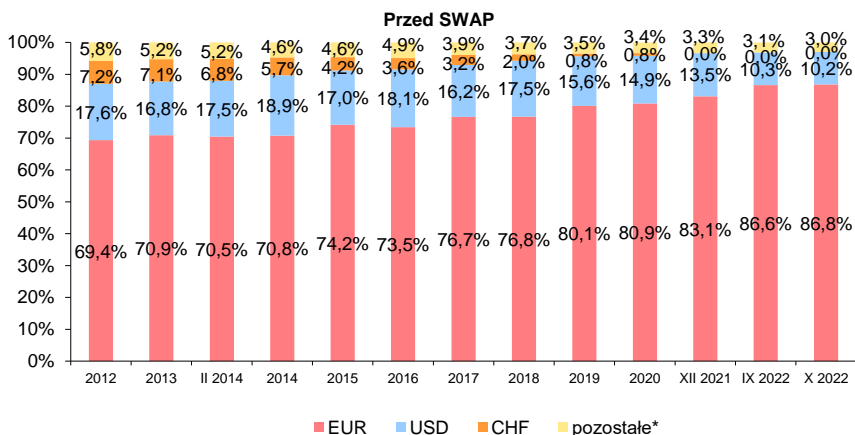 Przed SWAP
100% 5,8% 5,2% 5,2% 4,6% 4,6% 4,9% 3,9% 3,7% 3,5% 3,4% 3,3% 3,1% 3,0%
90% 7,2% 7,1% 6,8% 5,7% 4,2% 3,6% 3,2% 2,0% 0,8% 0,8% 0,0% 0,0% 0,0%
80% 17,6% 16,8% 17,5% 18,9% 17,0% 18,1% 16,2% 17,5% 15,6% 14,9% 13,5% 10,3% 10,2%
70%
60%
50%
40% 69,4% 70,9% 70,5% 70,8% 74,2% 73,5% 76,7% 76,8% 80,1% 80,9% 83,1% 86,6% 86,8%
30%
20%
10%
0%
2012 2013 II 2014 2014 2015 2016 2017 2018 2019 2020 XII 2021 IX 2022 X 2022
EUR USD CHF pozostałe*